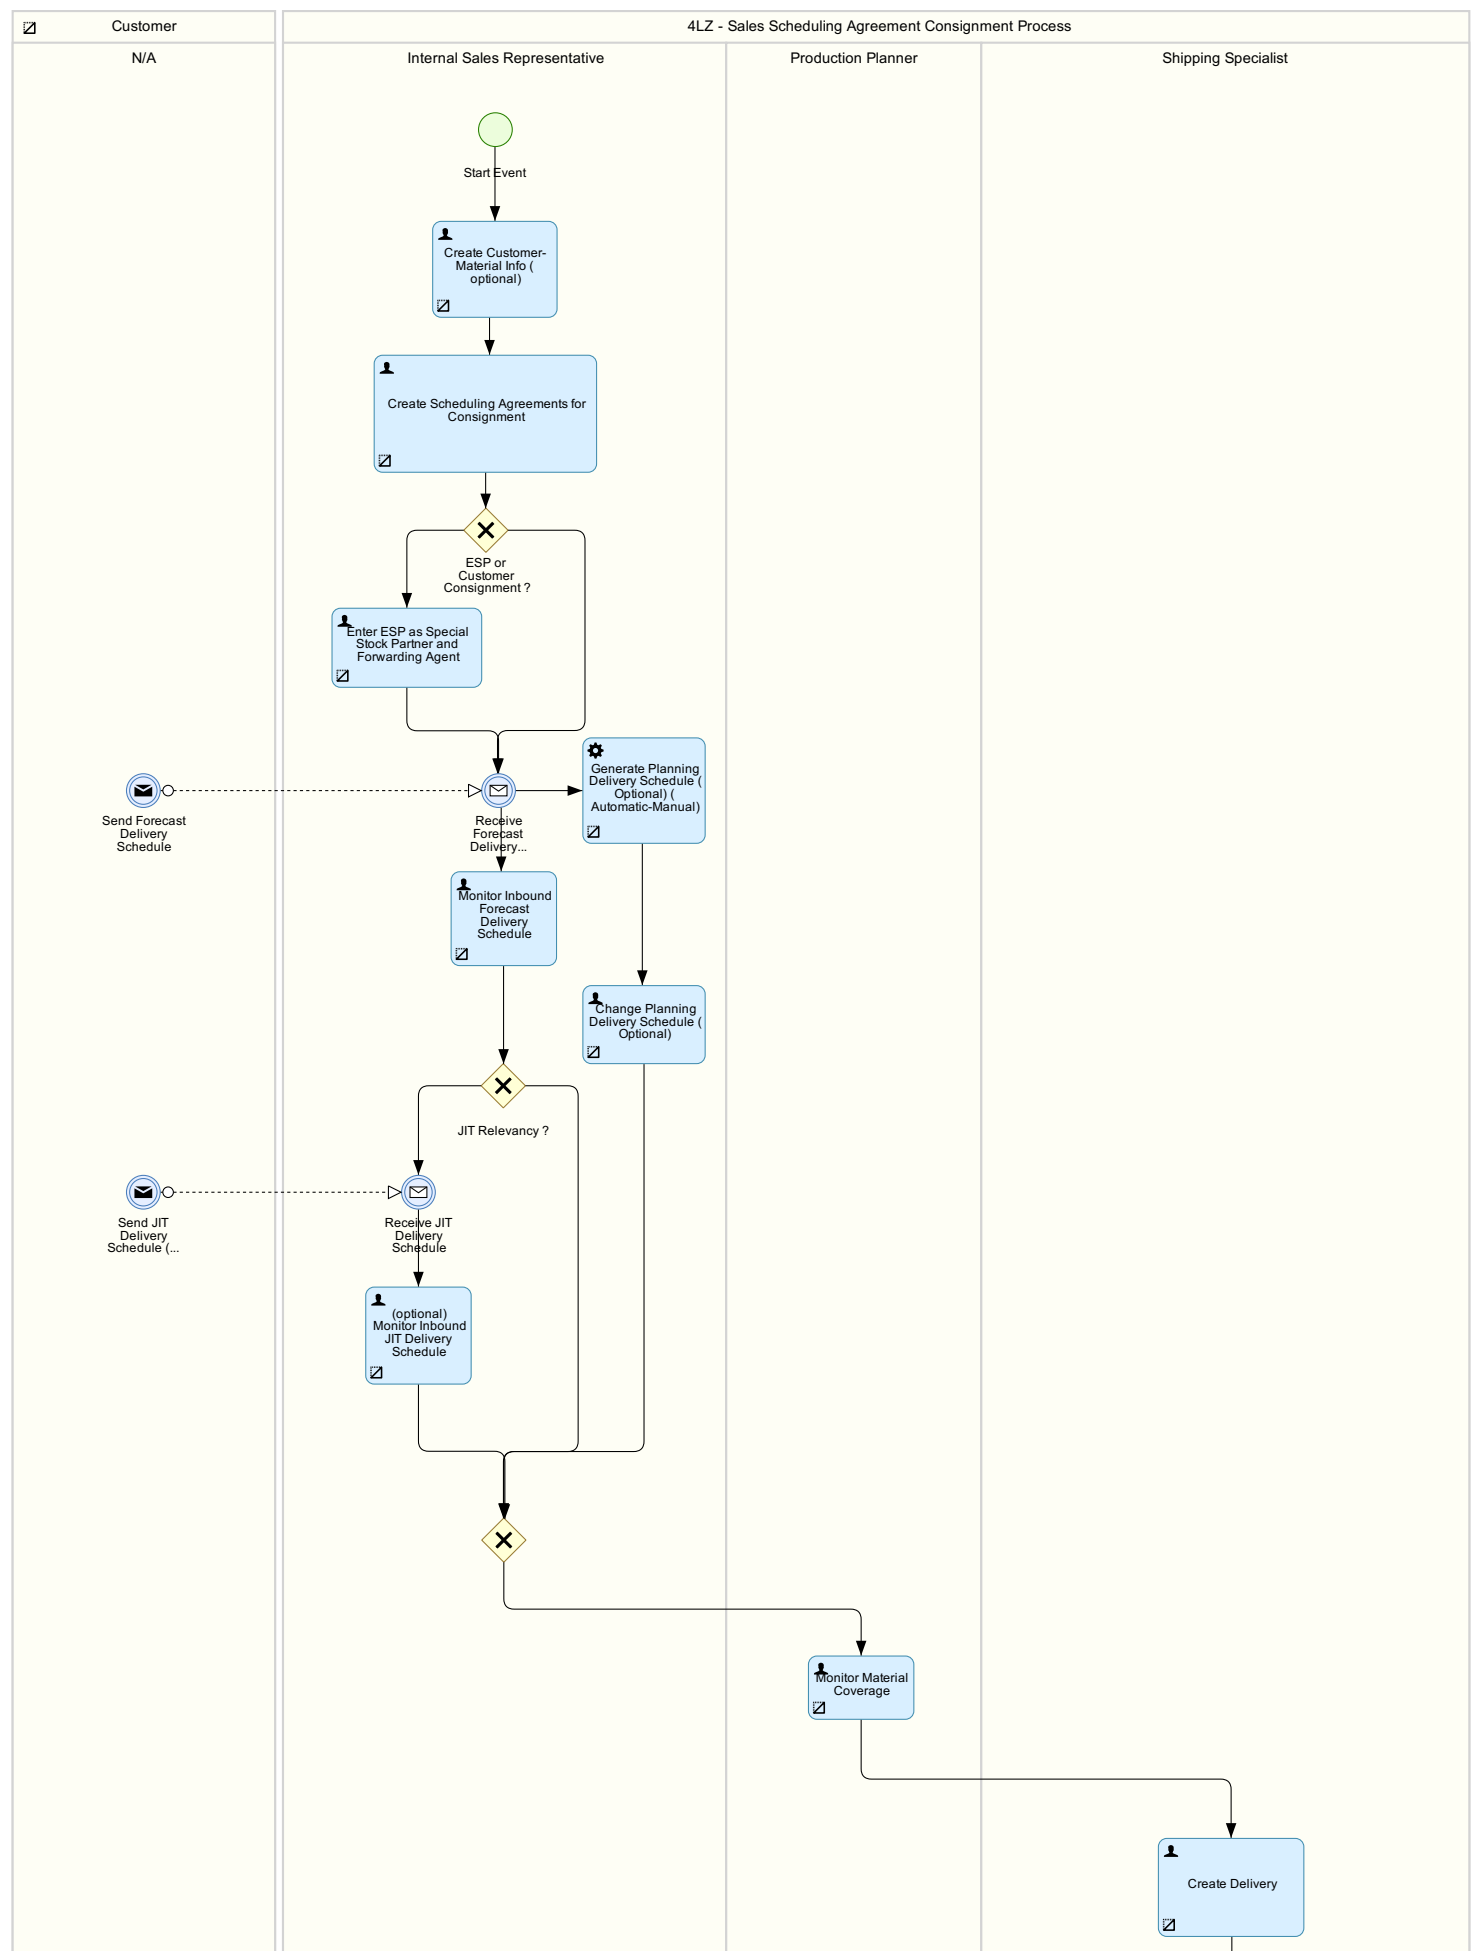 Customer
4LZ - Sales Scheduling Agreement Consignment Process
N/A
Internal Sales Representative
Production Planner
Shipping Specialist
Start Event
Create Customer-
Material Info (
optional)
Create Scheduling Agreements for
Consignment
ESP or
Customer
Consignment ?
Enter ESP as Special
Stock Partner and
Forwarding Agent
Generate Planning
Delivery Schedule (
Optional) (
Automatic-Manual)
Send Forecast
Delivery
Schedule
Receive
Forecast
Delivery...
Monitor Inbound
Forecast
Delivery
Schedule
Change Planning
Delivery Schedule (
Optional)
JIT Relevancy ?
Send JIT
Delivery
Schedule (...
Receive JIT
Delivery
Schedule
(optional)
Monitor Inbound
JIT Delivery
Schedule
Monitor Material
Coverage
Create Delivery